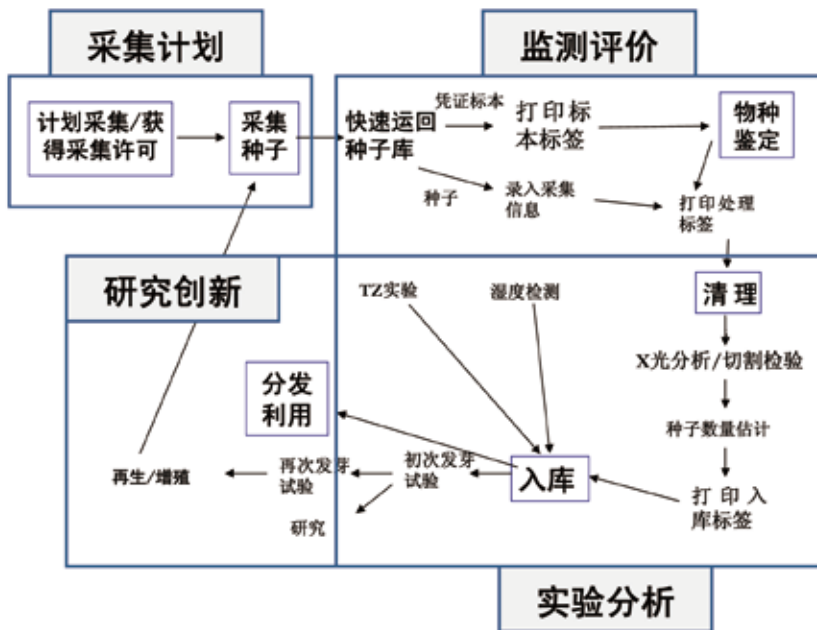 采集计划
监测评价
计划采集/获
得采集许可
采集
种子
快速运回
种子库
凭证标本
打印标
本标签
物种
鉴定
种子
录入采集
信息
打印处理
标签
研究创新
TZ实验
湿度检测
清 理
X光分析/切割检验
分发
利用
种子数量估计
再生/增殖
再次发芽
试验
初次发芽
试验
入库
打 印 入
库标签
研究
实验分析